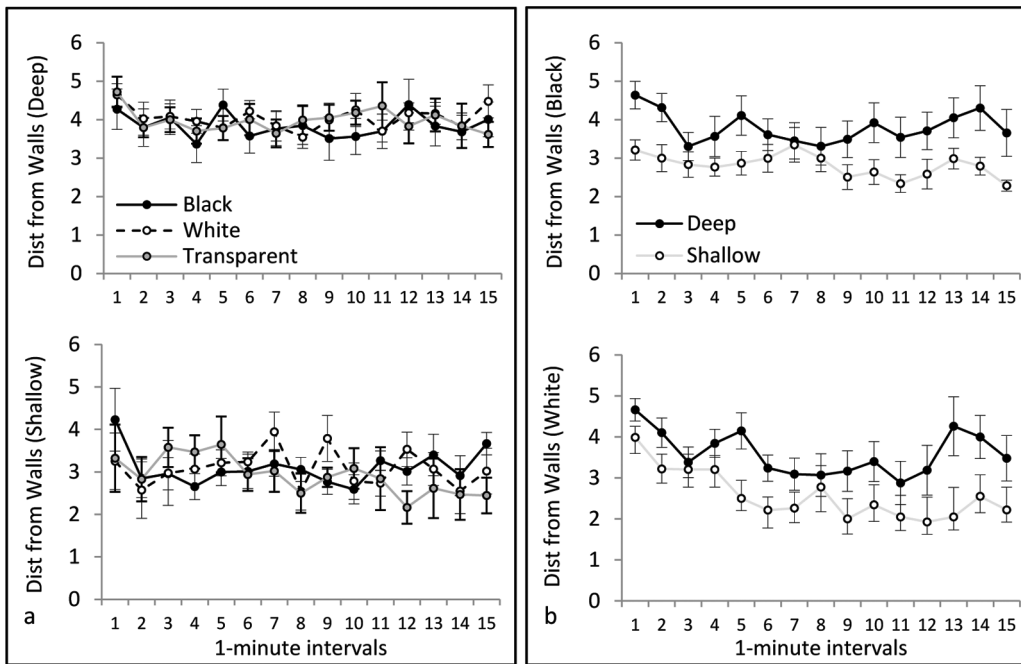 Dist from Walls (Deep)
6
5
4
3
2
1
0
Black
White
Transparent
1 2 3 4 5 6 7 8 9 10 11 12 13 14 15
Dist from Walls (Shallow)
6
5
4
3
2
1
0
1 2 3 4 5 6 7 8 9 10 11 12 13 14 15
a
1-minute intervals
Dist from Walls (Black)
6
5
4
3
2
1
0
Deep
Shallow
1 2 3 4 5 6 7 8 9 10 11 12 13 14 15
Dist from Walls (White)
6
5
4
3
2
1
0
1 2 3 4 5 6 7 8 9 10 11 12 13 14 15
b
1-minute intervals